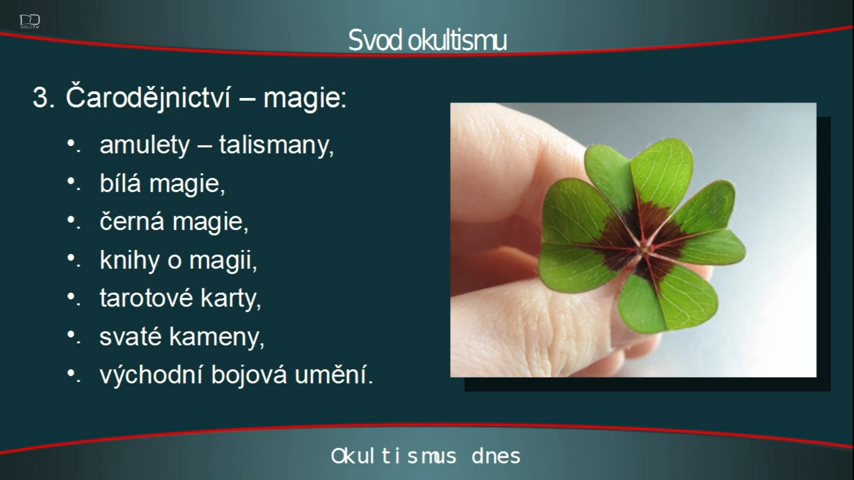 Svod okultismu
3. Čarodějnictví – magie:
•. amulety – talismany,
•. bílá magie,
•. černá magie,
•. knihy o magii,
•. tarotové karty,
•. svaté kameny,
•. východní bojová umění.
Okultismus dnes